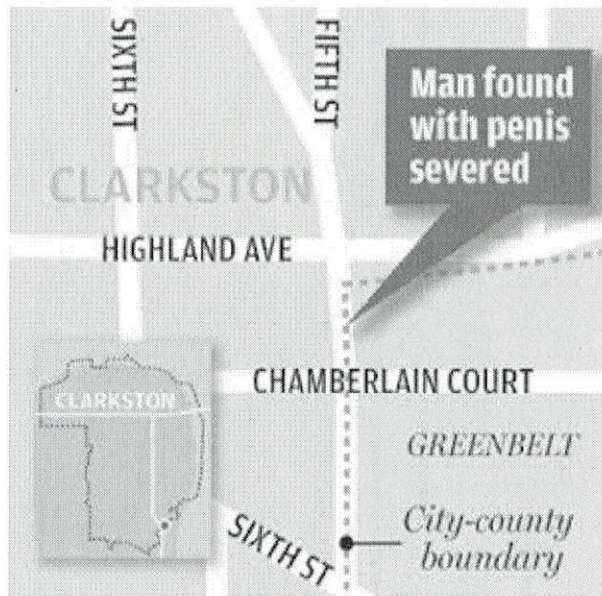 SIXTH ST
FIFTH ST
Man found
with penis
severed
CLARKSTON
HIGHLAND AVE
CLARKSTON
CHAMBERLAIN COURT
GREENBELT
City-county
boundary
SIXTH ST